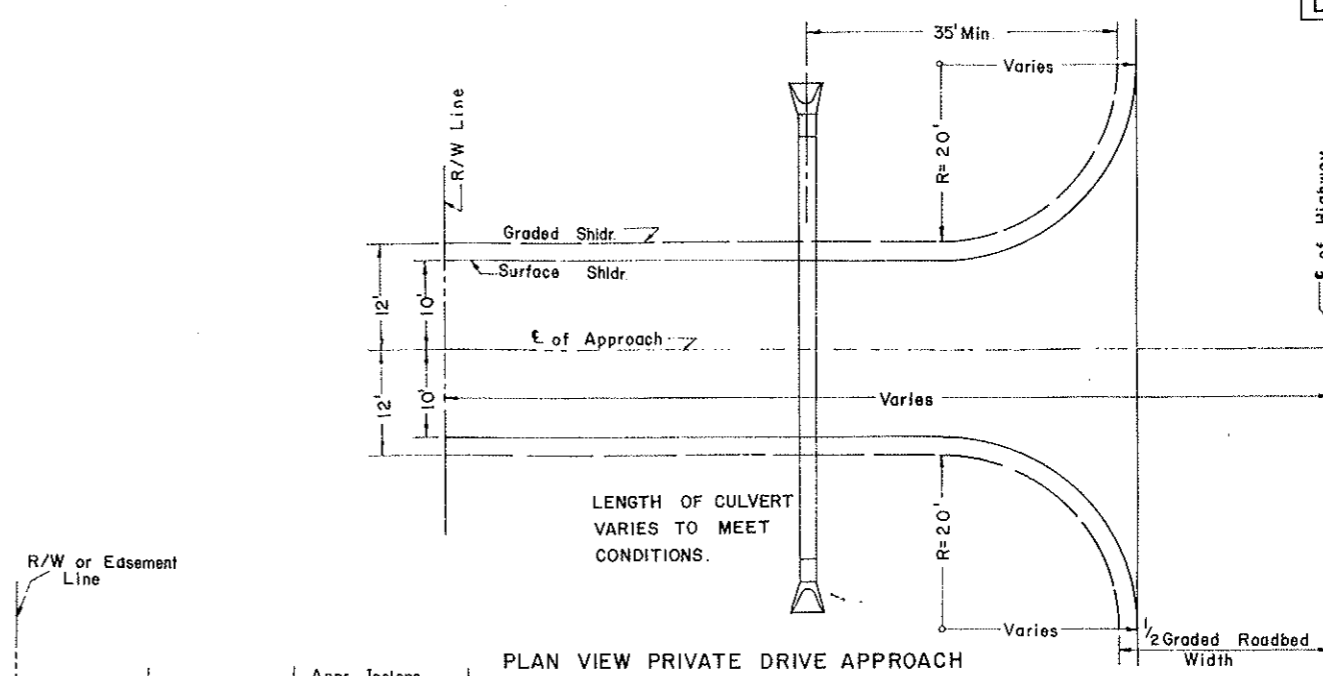 35' Min.
Varies
R/W Line
R= 20'
Graded Shldr.
Surface Shldr.
12'
10'
℄ of Approach
℄ of Highway
Varies
12'
10'
LENGTH OF CULVERT
VARIES TO MEET
CONDITIONS.
R= 20'
R/W or Easement
Line
Varies
1/2 Graded Roadbed
Width
PLAN VIEW PRIVATE DRIVE APPROACH